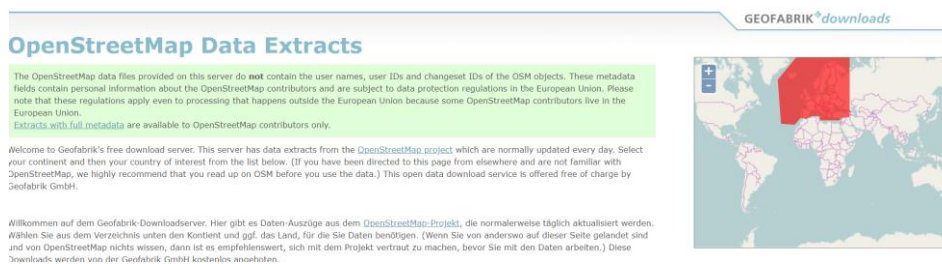 GEOFABRIK downloads
OpenStreetMap Data Extracts
The OpenStreetMap data files provided on this server do not contain the user names, user IDs and changeset IDs of the OSM objects. These metadata
fields contain personal information about the OpenStreetMap contributors and are subject to data protection regulations in the European Union. Please
note that these regulations apply even to processing that happens outside the European Union because some OpenStreetMap contributors live in the
European Union.
Extracts with full metadata are available to OpenStreetMap contributors only.
Welcome to Geofabrik's free download server. This server has data extracts from the OpenStreetMap project which are normally updated every day. Select
your continent and then your country of interest from the list below. (If you have been directed to this page from elsewhere and are not familiar with
OpenStreetMap, we highly recommend that you read up on OSM before you use the data.) This open data download service is offered free of charge by
Geofabrik GmbH.
Willkommen auf dem Geofabrik-Downloadserver. Hier gibt es Daten-Auszüge aus dem OpenStreetMap-Projekt, die normalerweise täglich aktualisiert werden.
Wählen Sie aus dem Verzeichnis unten den Kontient und ggf. das Land, für die Sie Daten benötigen. (Wenn Sie von anderswo auf dieser Seite gelandet sind
und von OpenStreetMap nichts wissen, dann ist es empfehlenswert, sich mit dem Projekt vertraut zu machen, bevor Sie mit den Daten arbeiten.) Diese
Downloads werden von der Geofabrik GmbH kostenlos angeboten.
+
-